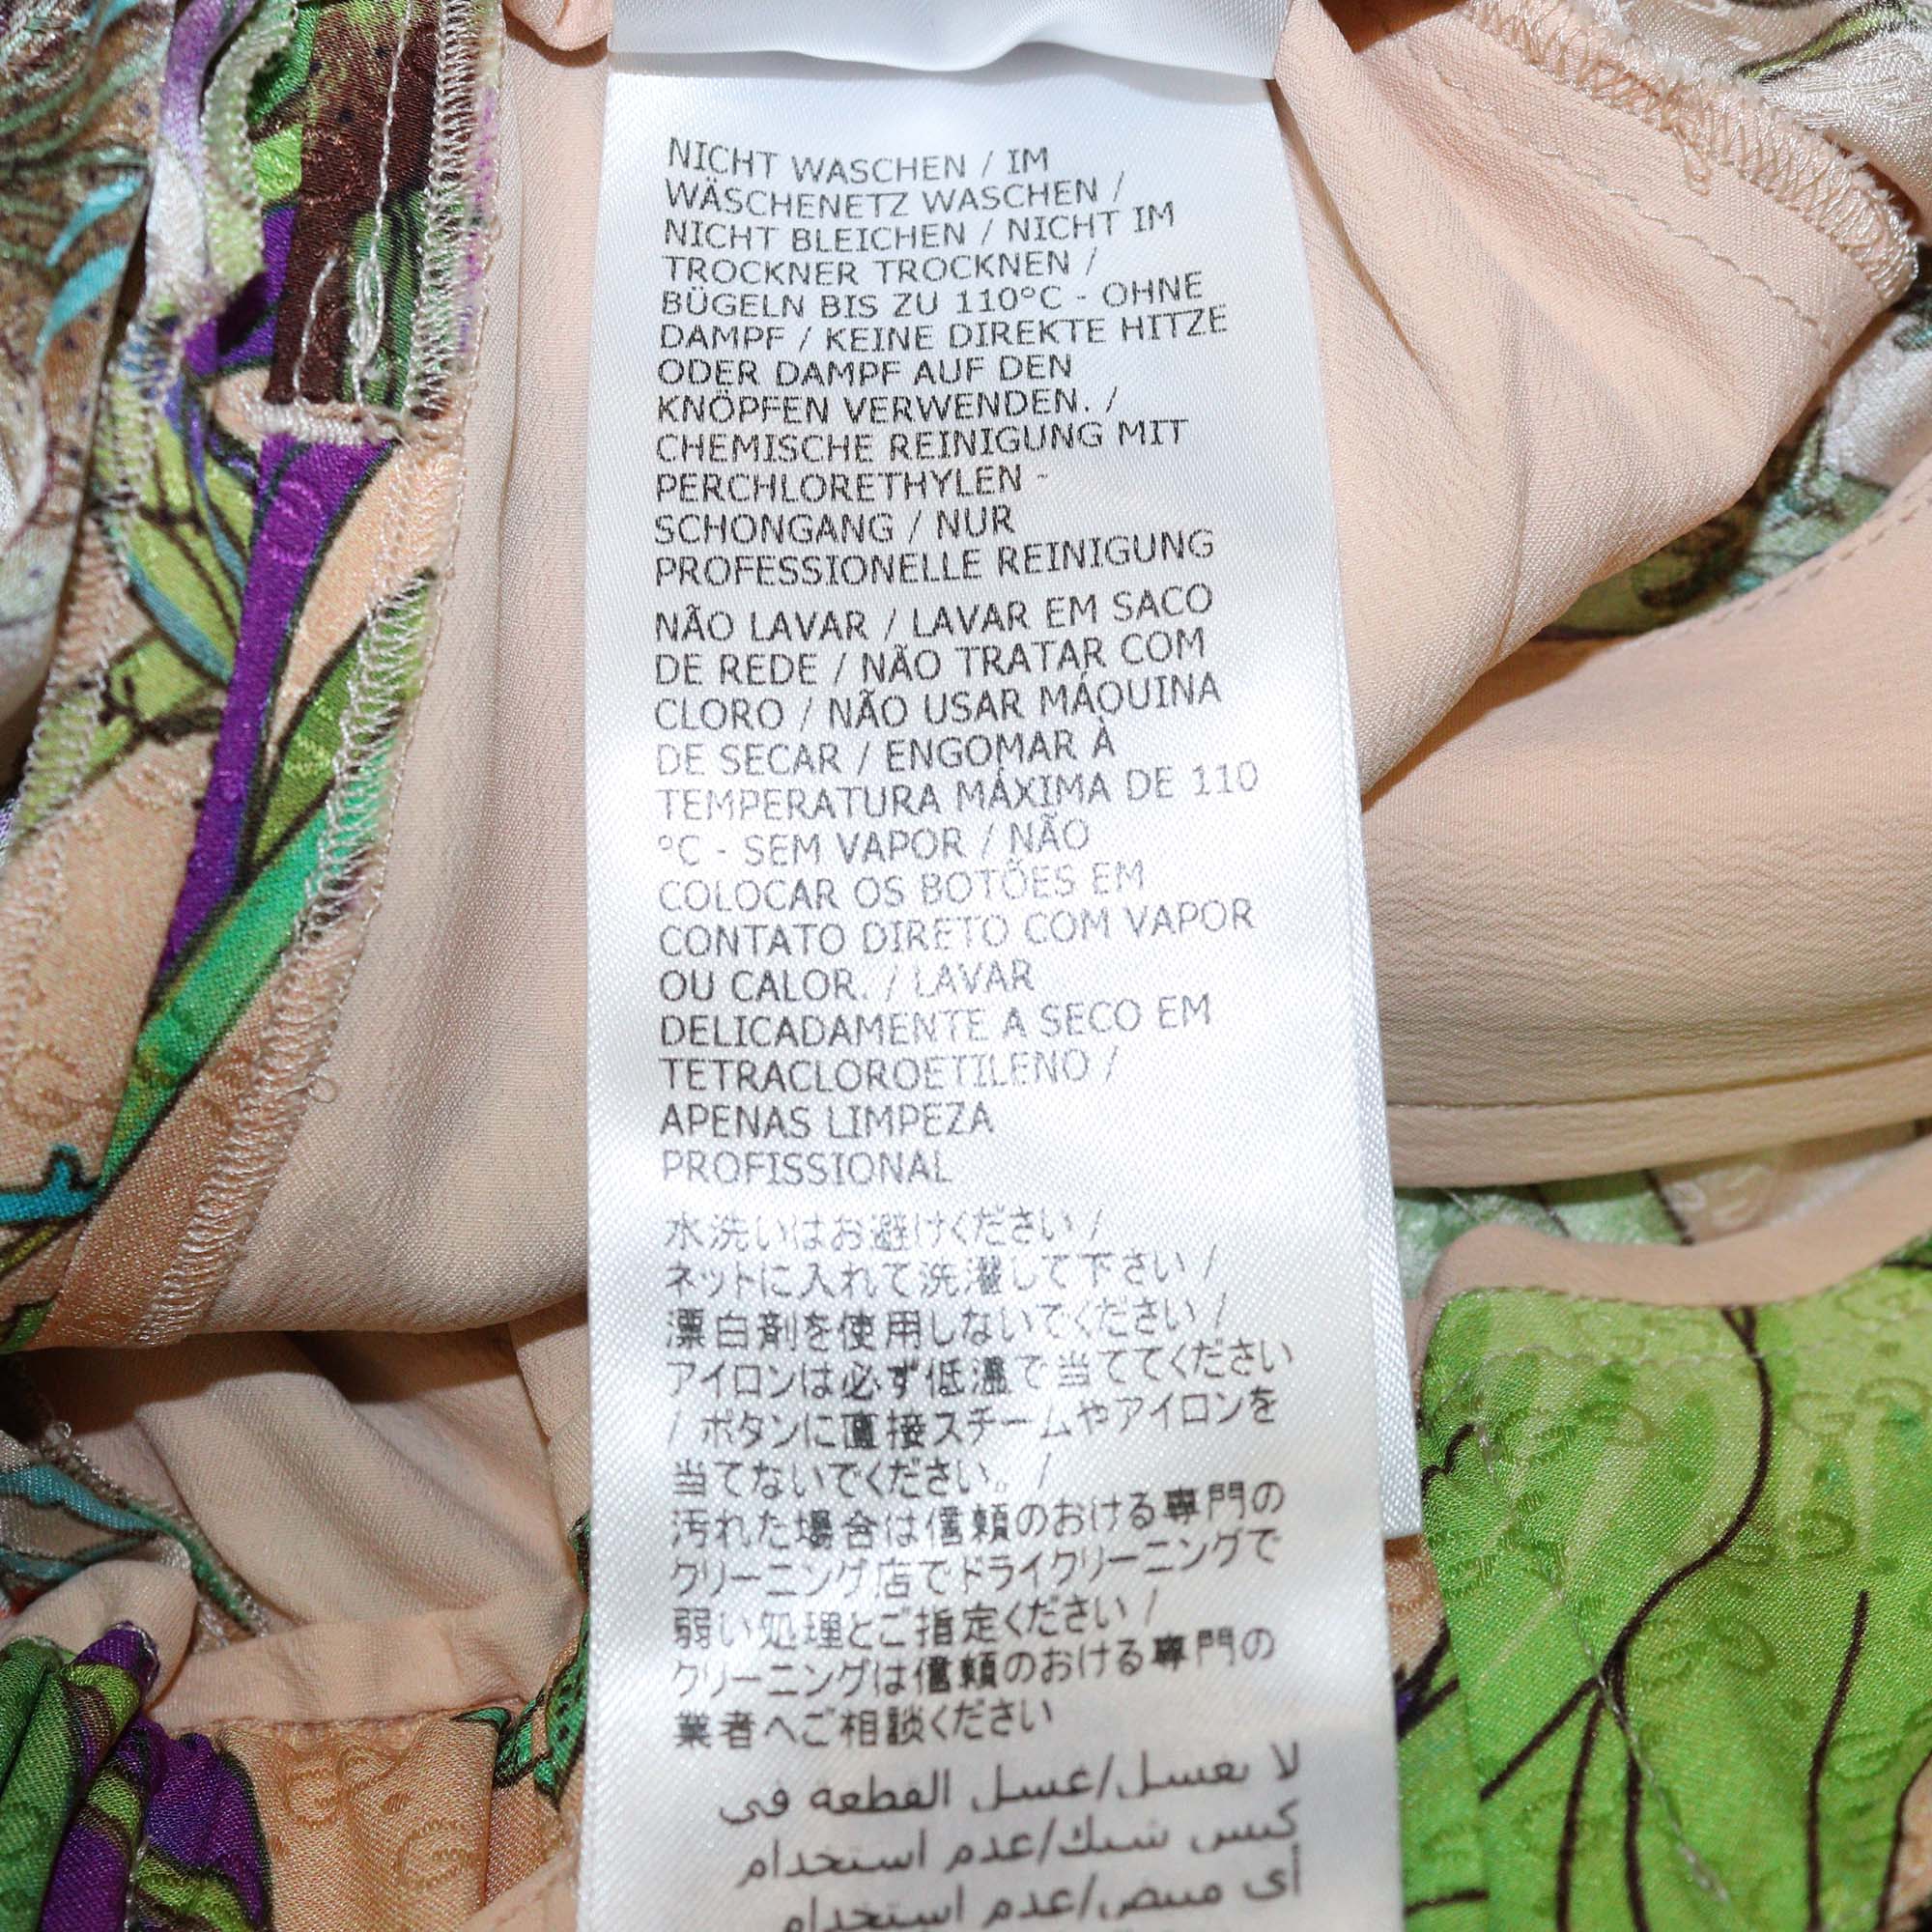 NICHT WASCHEN / IM
WÄSCHENETZ WASCHEN /
NICHT BLEICHEN / NICHT IM
TROCKNER TROCKNEN /
BÜGELN BIS ZU 110°C - OHNE
DAMPF / KEINE DIREKTE HITZE
ODER DAMPF AUF DEN
KNÖPFEN VERWENDEN. /
CHEMISCHE REINIGUNG MIT
PERCHLORETHYLEN -
SCHONGANG / NUR
PROFESSIONELLE REINIGUNG
NÃO LAVAR / LAVAR EM SACO
DE REDE / NÃO TRATAR COM
CLORO / NÃO USAR MÁQUINA
DE SECAR / ENGOMAR À
TEMPERATURA MÁXIMA DE 110
°C - SEM VAPOR / NÃO
COLOCAR OS BOTÕES EM
CONTATO DIRETO COM VAPOR
OU CALOR. / LAVAR
DELICADAMENTE A SECO EM
TETRACLOROETILENO /
APENAS LIMPEZA
PROFISSIONAL
水洗いはお避けください /
ネットに入れて洗濯して下さい /
漂白剤を使用しないでください /
アイロンは必ず低温で当ててください
/ ボタンに直接スチームやアイロンを
当てないでください。 /
汚れた場合は信頼のおける専門の
クリーニング店でドライクリーニングで
弱い処理とご指定ください /
クリーニングは信頼のおける専門の
業者へご相談ください
لا يغسل/غسل القطعة في
كيس شبك/عدم استخدام
أي مبيض/عدم استخدام